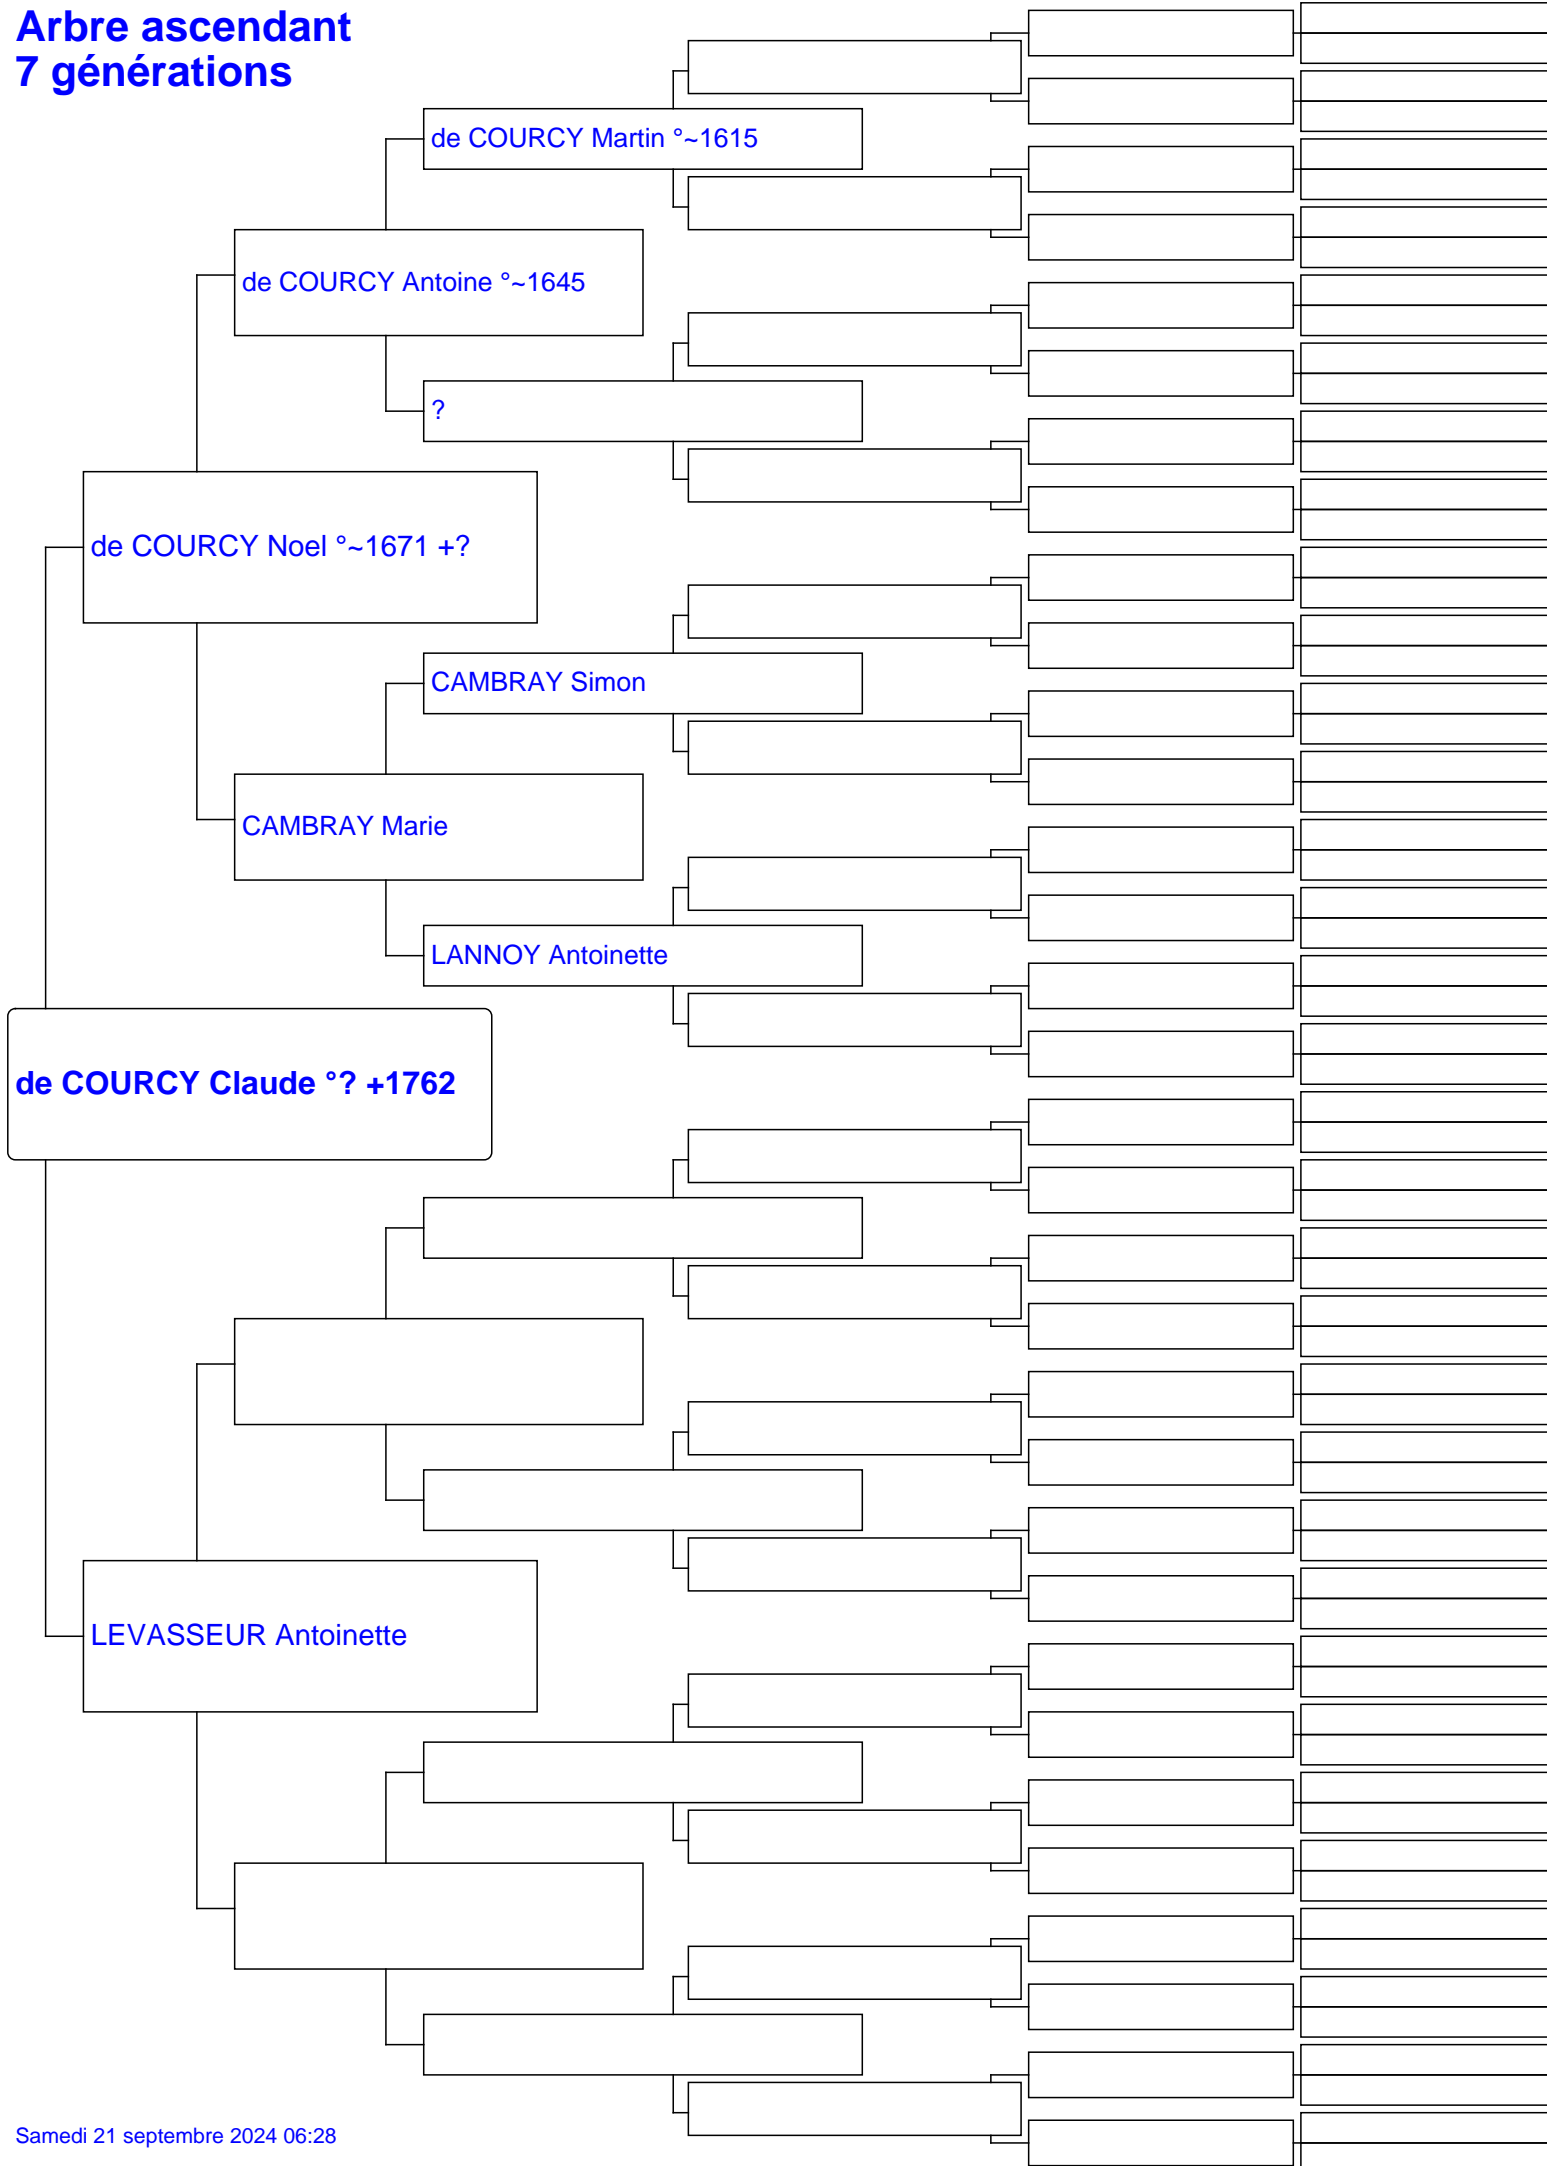 Arbre ascendant
7 générations
de COURCY Martin °~1615
de COURCY Antoine °~1645
?
de COURCY Noel °~1671 +?
CAMBRAY Simon
CAMBRAY Marie
LANNOY Antoinette
de COURCY Claude °? +1762
LEVASSEUR Antoinette
Samedi 21 septembre 2024 06:28